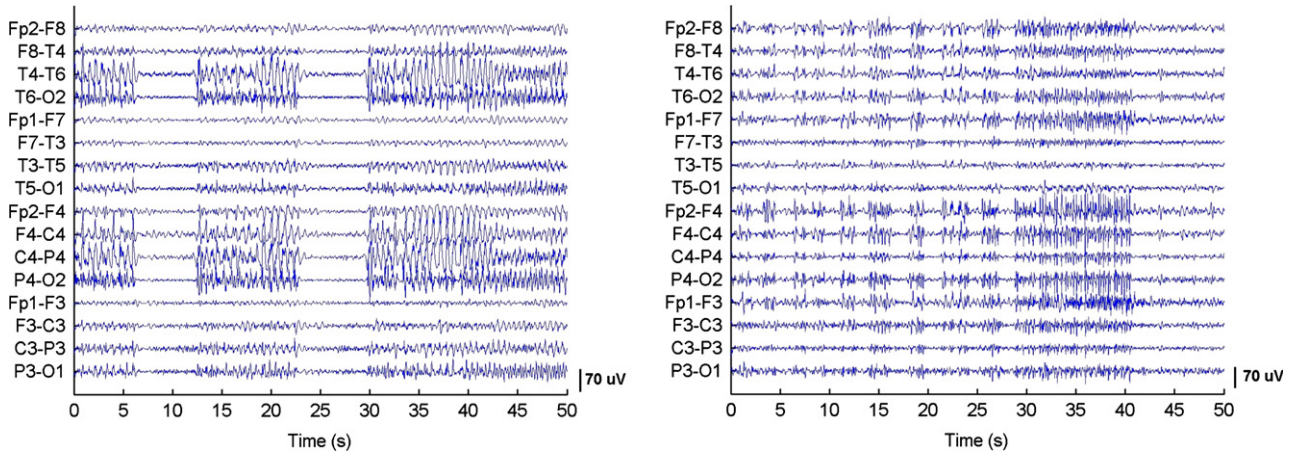 Fp2-F8
F8-T4
T4-T6
T6-O2
Fp1-F7
F7-T3
T3-T5
T5-O1
Fp2-F4
F4-C4
C4-P4
P4-O2
Fp1-F3
F3-C3
C3-P3
P3-O1
70 uV
0 5 10 15 20 25 30 35 40 45 50
Time (s)
Fp2-F8
F8-T4
T4-T6
T6-O2
Fp1-F7
F7-T3
T3-T5
T5-O1
Fp2-F4
F4-C4
C4-P4
P4-O2
Fp1-F3
F3-C3
C3-P3
P3-O1
70 uV
0 5 10 15 20 25 30 35 40 45 50
Time (s)